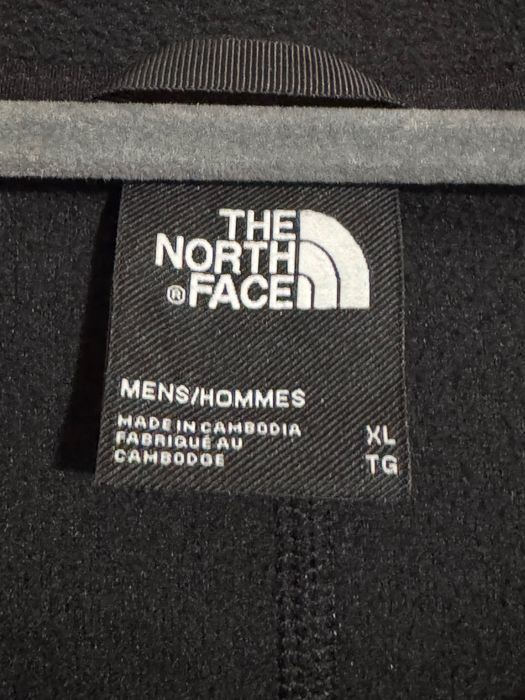 THE
NORTH
® FACE
MENS/HOMMES
MADE IN CAMBODIA
FABRIQUÉ AU
CAMBODGE
XL
TG